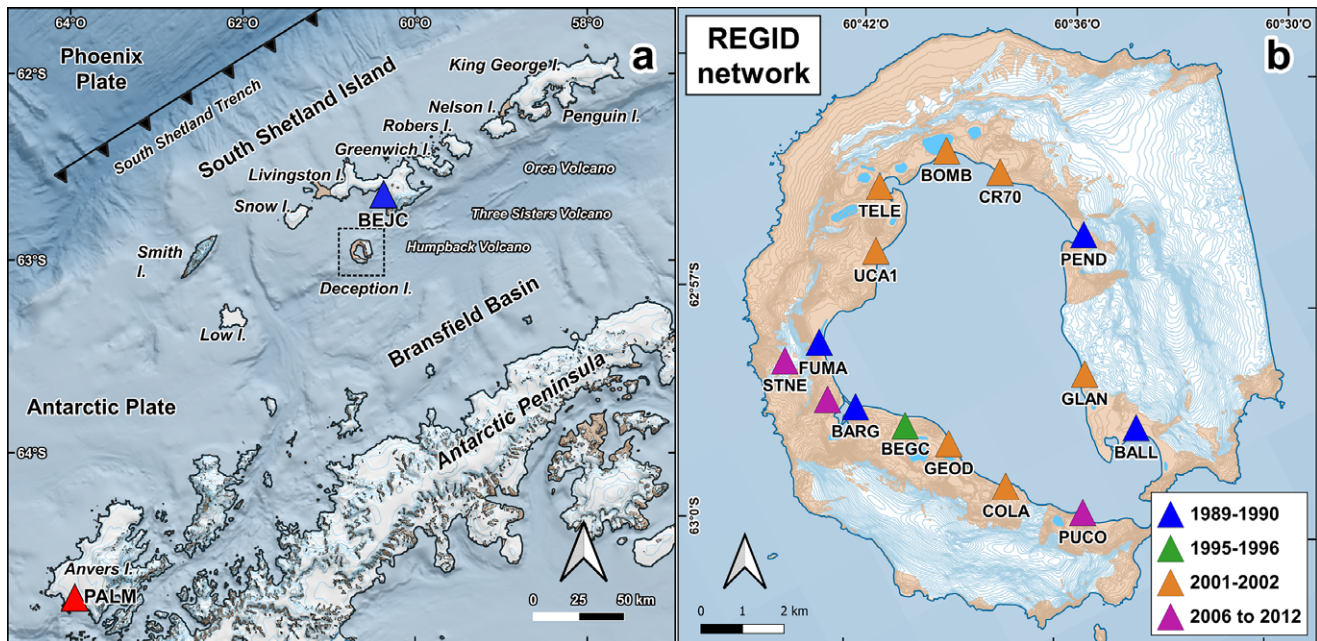 64°O
62°O
60°O
58°O
a
Phoenix
Plate
62°S
South Shetland Trench
South Shetland Island
King George I.
Nelson I.
Penguin I.
Robers I.
Greenwich I.
Livingston I.
Orca Volcano
Snow I.
BEJC
Three Sisters Volcano
Smith
I.
Humpback Volcano
63°S
Deception I.
Low I.
Bransfield Basin
Antarctic Plate
Antarctic Peninsula
64°S
Anvers I.
PALM
0 25 50 km
60°42'O
60°36'O
60°30'O
REGID
network
b
BOMB
CR70
TELE
PEND
UCA1
62°57'S
FUMA
STNE
GLAN
BARG
BEGC
BALL
GEOD
COLA
63°0'S
PUCO
1989-1990
1995-1996
2001-2002
2006 to 2012
0 1 2 km